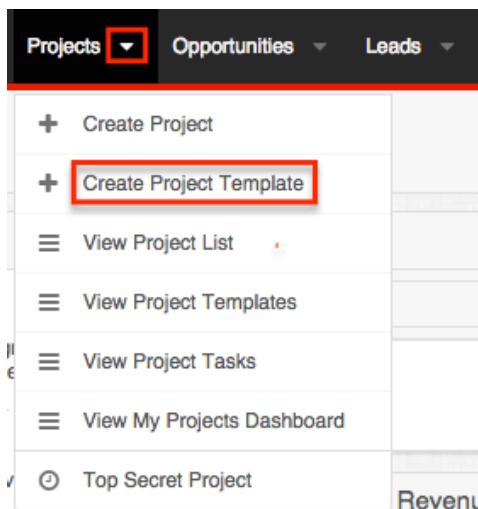 Projects Opportunities Leads
Create Project
Create Project Template
View Project List
View Project Templates
View Project Tasks
View My Projects Dashboard
Top Secret Project